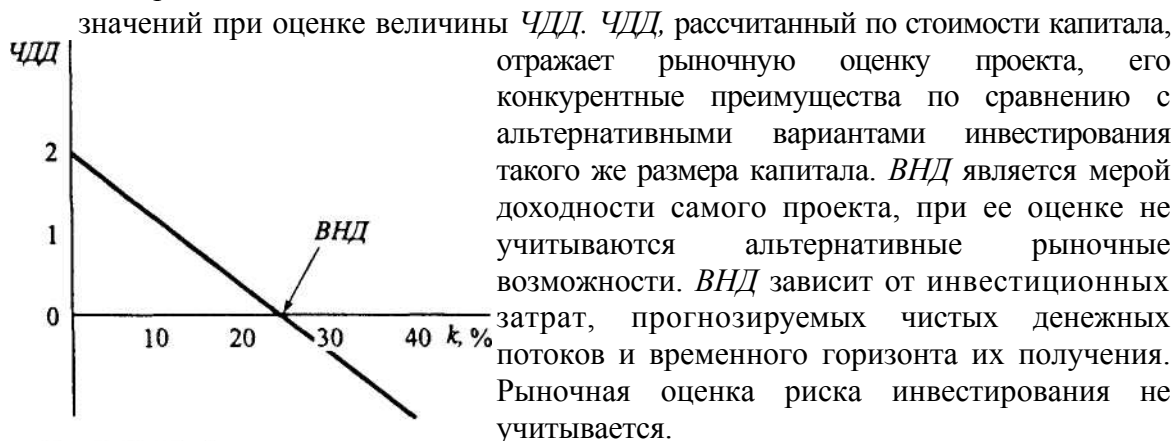 значений при оценке величины ЧДД. ЧДД, рассчитанный по стоимости капитала,
ЧДД
отражает рыночную оценку проекта, его
конкурентные преимущества по сравнению с
альтернативными вариантами инвестирования
такого же размера капитала. ВНД является мерой
доходности самого проекта, при ее оценке не
учитываются альтернативные рыночные
возможности. ВНД зависит от инвестиционных
затрат, прогнозируемых чистых денежных
потоков и временного горизонта их получения.
Рыночная оценка риска инвестирования не
учитывается.
2
1
ВНД
0
10 20 30 40 k, %